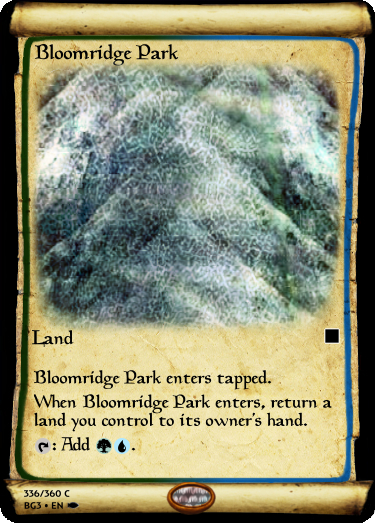 Bloomridge Park
Land
Bloomridge Park enters tapped.
When Bloomridge Park enters, return a
land you control to its owner's hand.
: Add .
336/360 C
BG3 • EN